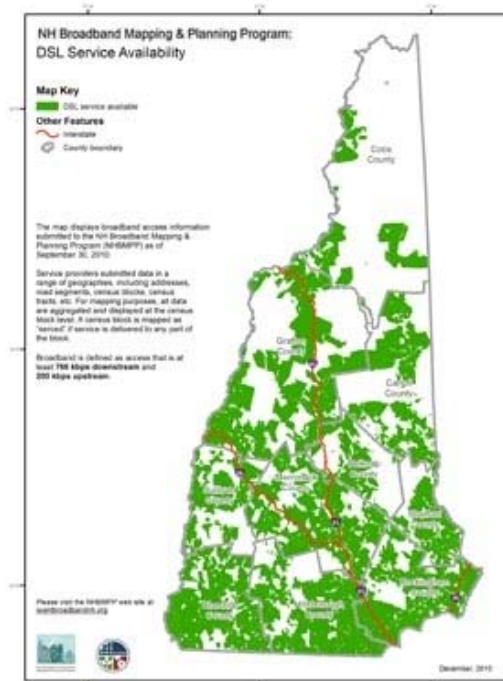 NH Broadband Mapping & Planning Program:
DSL Service Availability
Map Key
DSL service available
Other Features
Interstate
County boundary
Coos
County
The map displays broadband access information
submitted to the NH Broadband Mapping &
Planning Program (NHBMPP) as of
September 30, 2010.
Service providers submitted data in a
range of geographies, including addresses,
road segments, census blocks, census
tracts, etc. For mapping purposes, all data
are aggregated and displayed at the census
block level. A census block is mapped as
"served" if service is delivered to any part of
the block.
Broadband is defined as access that is at
least 768 kbps downstream and
200 kbps upstream.
County
Carroll
County
County
County
Please visit the NHBMPP web site at
iwantbroadbandnh.org
December, 2010